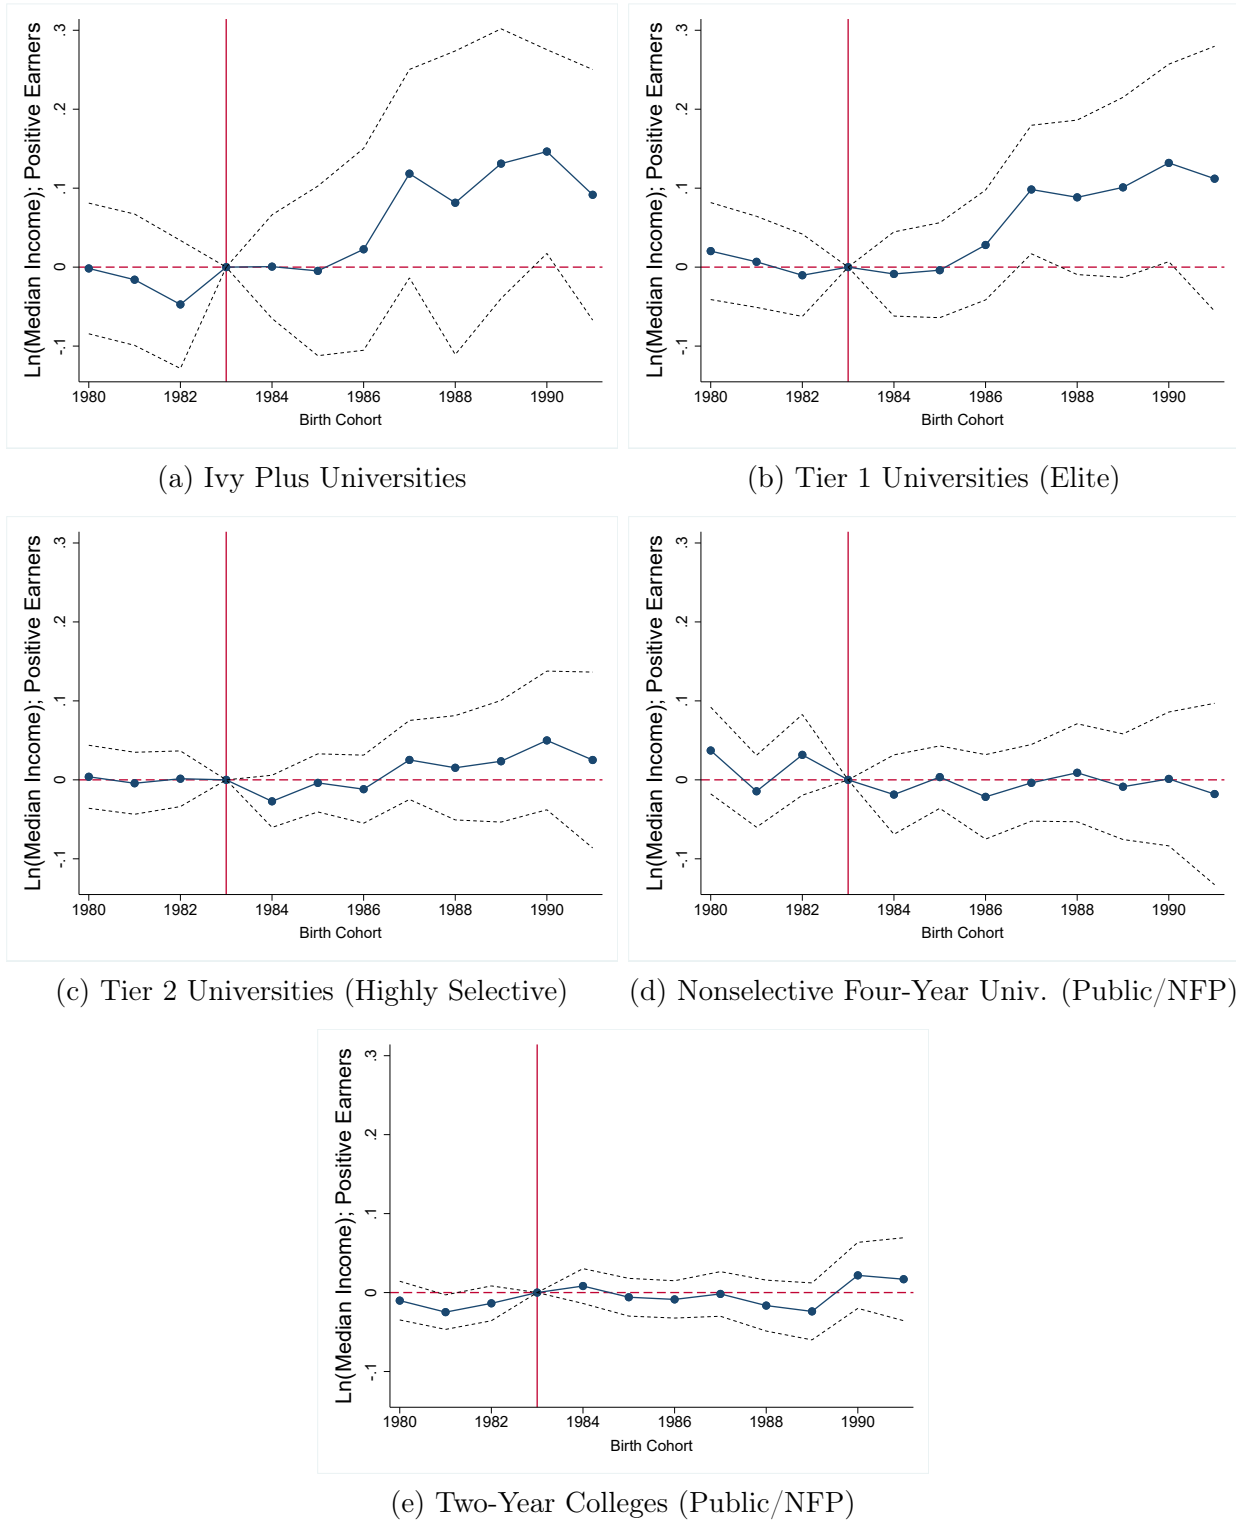 Ln(Median Income); Positive Earners
.3
.2
.1
0
-.1
1980 1982 1984 1986 1988 1990
Birth Cohort
(a) Ivy Plus Universities
Ln(Median Income); Positive Earners
.3
.2
.1
0
-.1
1980 1982 1984 1986 1988 1990
Birth Cohort
(b) Tier 1 Universities (Elite)
Ln(Median Income); Positive Earners
.3
.2
.1
0
-.1
1980 1982 1984 1986 1988 1990
Birth Cohort
(c) Tier 2 Universities (Highly Selective)
Ln(Median Income); Positive Earners
.3
.2
.1
0
-.1
1980 1982 1984 1986 1988 1990
Birth Cohort
(d) Nonselective Four-Year Univ. (Public/NFP)
Ln(Median Income); Positive Earners
.3
.2
.1
0
-.1
1980 1982 1984 1986 1988 1990
Birth Cohort
(e) Two-Year Colleges (Public/NFP)